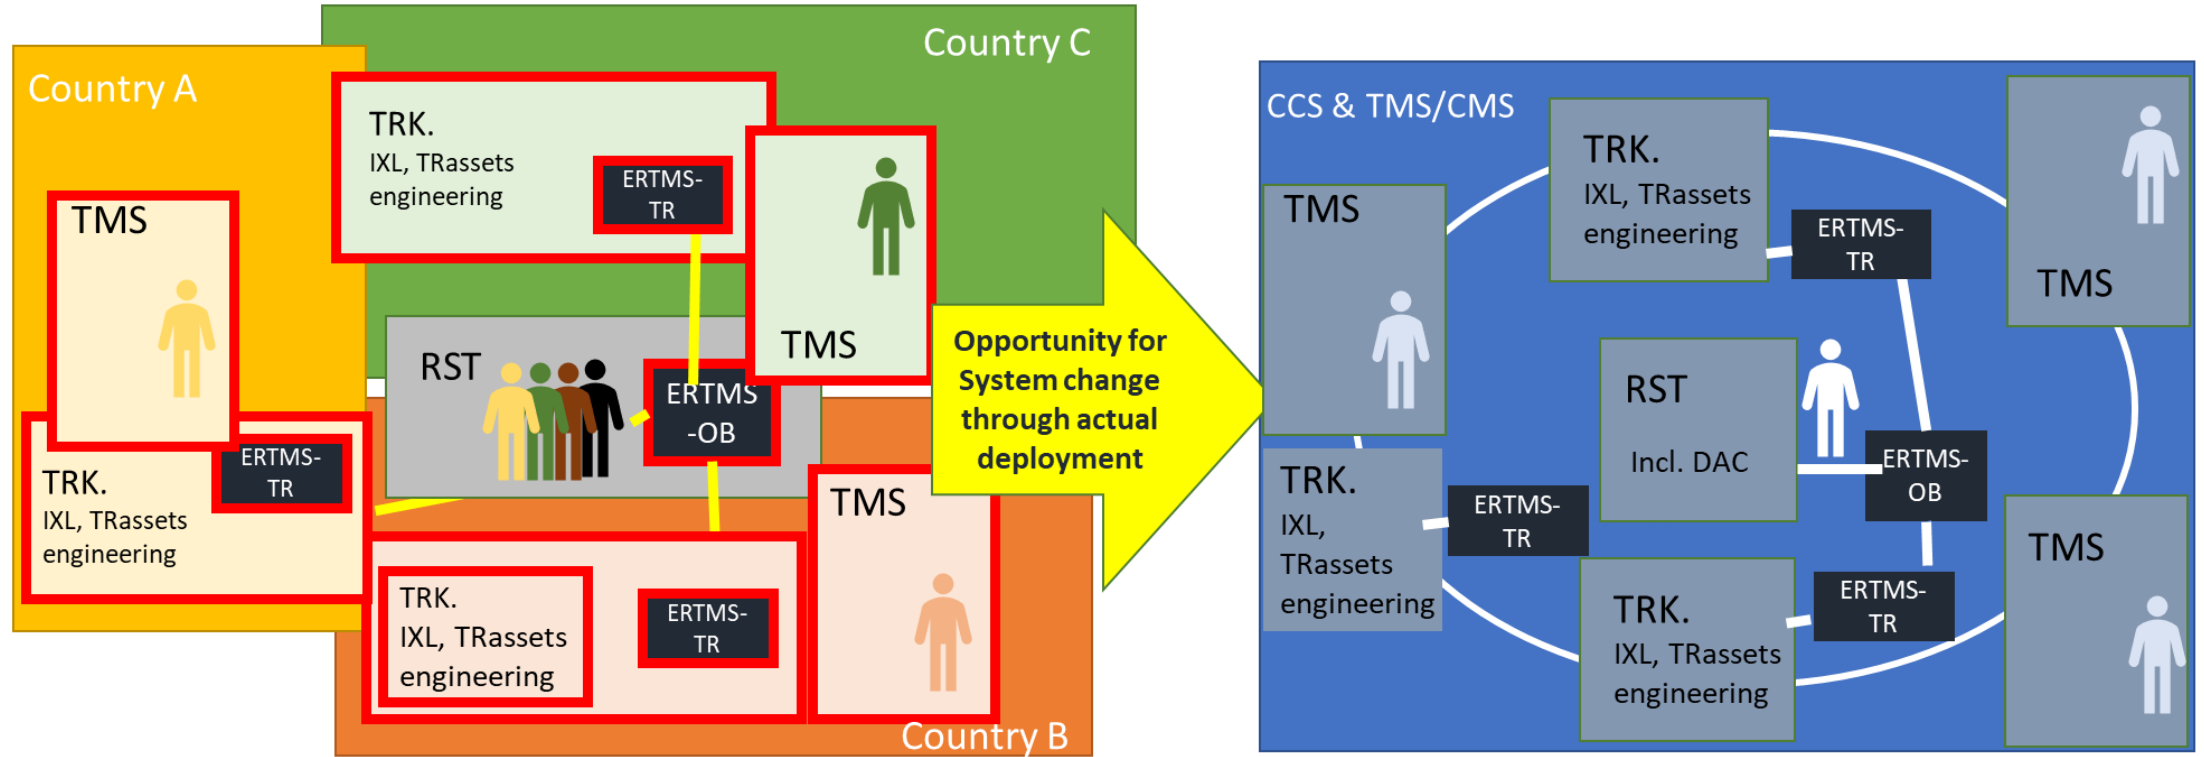 Country A
TMS
TRK.
IXL, TRassets
engineering
ERTMS-
TR
Country C
TRK.
IXL, TRassets
engineering
ERTMS-
TR
TMS
RST
ERTMS
-OB
TRK.
IXL, TRassets
engineering
ERTMS-
TR
TMS
Country B
Opportunity for
System change
through actual
deployment
CCS & TMS/CMS
TMS
TRK.
IXL, TRassets
engineering
ERTMS-
TR
TMS
RST
Incl. DAC
ERTMS-
OB
TRK.
IXL,
TRassets
engineering
ERTMS-
TR
TRK.
IXL, TRassets
engineering
ERTMS-
TR
TMS